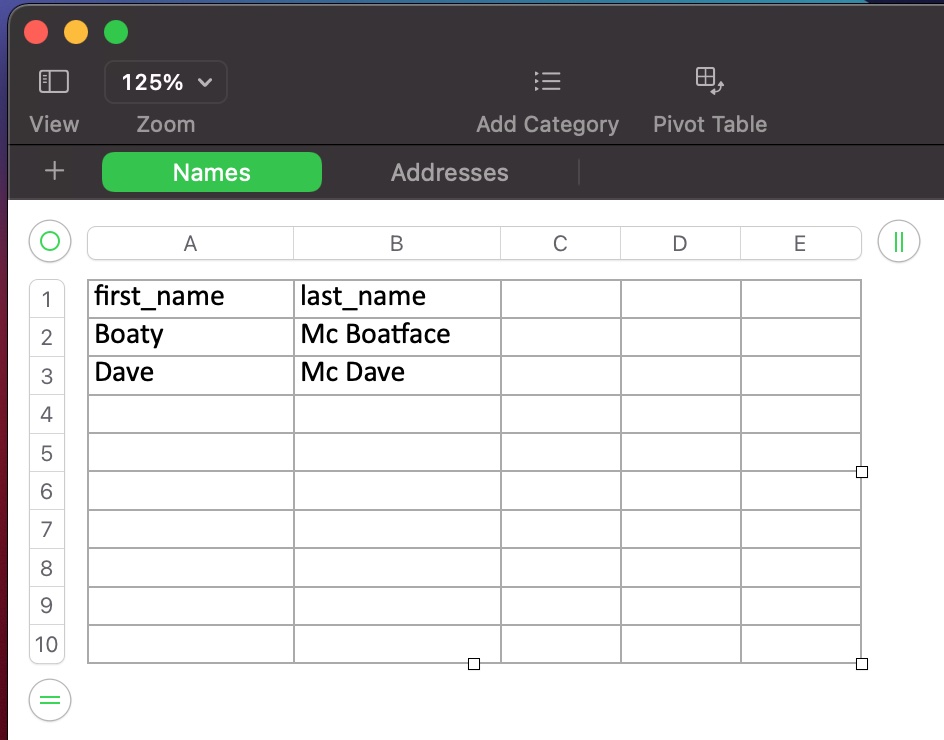 125%
View Zoom Add Category Pivot Table
+ Names Addresses
A B C D E
1 first_name last_name
2 Boaty Mc Boatface
3 Dave Mc Dave
4
5
6
7
8
9
10